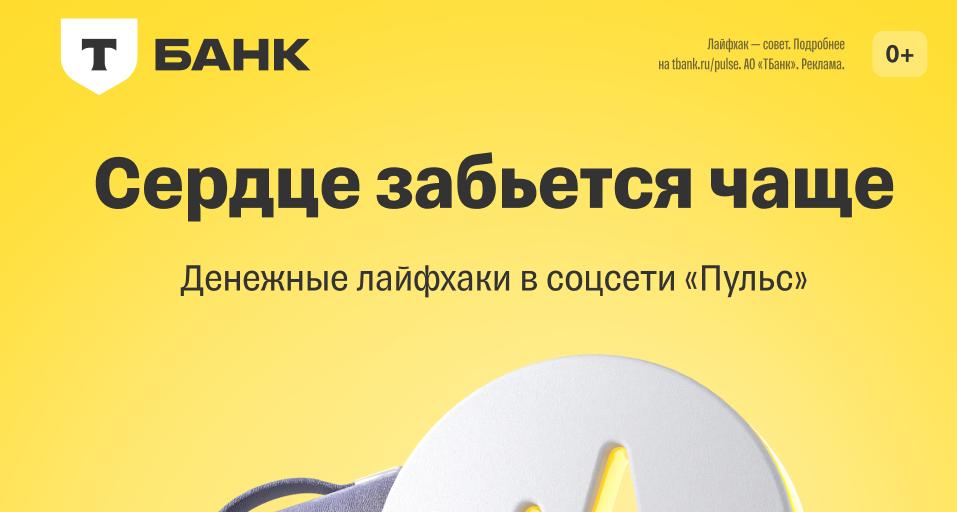 Т БАНК
Лайфхак — совет. Подробнее
на tbank.ru/pulse. АО «ТБанк». Реклама.
0+
Сердце забьется чаще
Денежные лайфхаки в соцсети «Пульс»